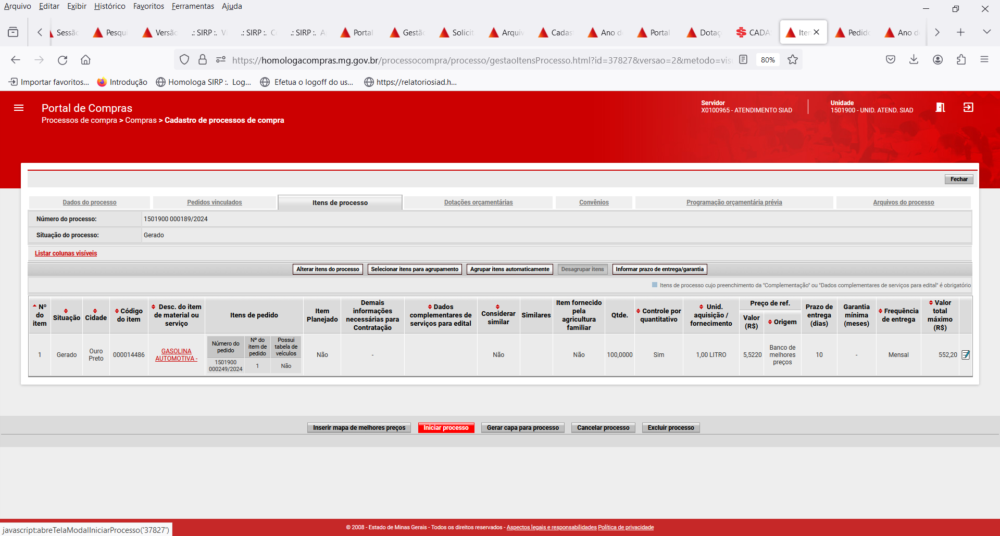 Arquivo Editar Exibir Histórico Favoritos Ferramentas Ajuda
Sessão Pesqui Versão .: SIRP :. V .: SIRP :. C .: SIRP :. A Portal Gestã Solicit Arquiv Cadas Ano d Portal Dotaç CADA Iter Pedid Ano d
https://homologacompras.mg.gov.br/processocompra/processo/gestaoItensProcesso.html?id=37827&versao=2&metodo=vis 80%
Importar favoritos... Introdução Homologa SIRP :. Log... Efetua o logoff do us... https://relatoriosiad.h...
Portal de Compras
Processos de compra > Compras > Cadastro de processos de compra
Servidor
X0100965 - ATENDIMENTO SIAD
Unidade
1501900 - UNID. ATEND. SIAD
Fechar
Dados do processo Pedidos vinculados Itens de processo Dotações orçamentárias Convênios Programação orçamentária prévia Arquivos do processo
Número do processo: 1501900 000189/2024
Situação do processo: Gerado
Listar colunas visíveis
Alterar itens do processo Selecionar itens para agrupamento Agrupar itens automaticamente Desagrupar itens Informar prazo de entrega/garantia
Itens de processo cujo preenchimento da "Complementação" ou "Dados complementares de serviços para edital" é obrigatório
Nº do item
Situação
Cidade
Código do item
Desc. do item de material ou serviço
Itens de pedido
Item Planejado
Demais informações necessárias para Contratação
Dados complementares de serviços para edital
Considerar similar
Similares
Item fornecido pela agricultura familiar
Qtde.
Controle por quantitativo
Unid. aquisição / fornecimento
Preço de ref.
Valor (R$)
Origem
Prazo de entrega (dias)
Garantia mínima (meses)
Frequência de entrega
Valor total máximo (R$)
1
Gerado
Ouro Preto
000014486
GASOLINA AUTOMOTIVA -
Número do pedido
Nº do item de pedido
Possui tabela de veículos
1501900 000249/2024
1
Não
Não
-
Não
Não
100,0000
Sim
1,00 LITRO
5,5220
Banco de melhores preços
10
-
Mensal
552,20
Inserir mapa de melhores preços Iniciar processo Gerar capa para processo Cancelar processo Excluir processo
© 2008 - Estado de Minas Gerais - Todos os direitos reservados - Aspectos legais e responsabilidades Política de privacidade
javascript:abreTelaModalIniciarProcesso('37827')